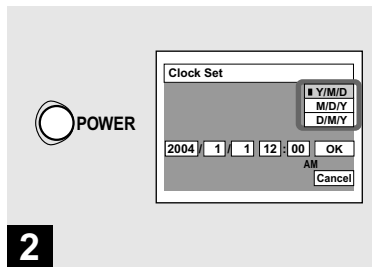 Clock Set
Y/M/D
M/D/Y
D/M/Y
POWER
2004 / 1 / 1 12 : 00 OK
AM
Cancel
2